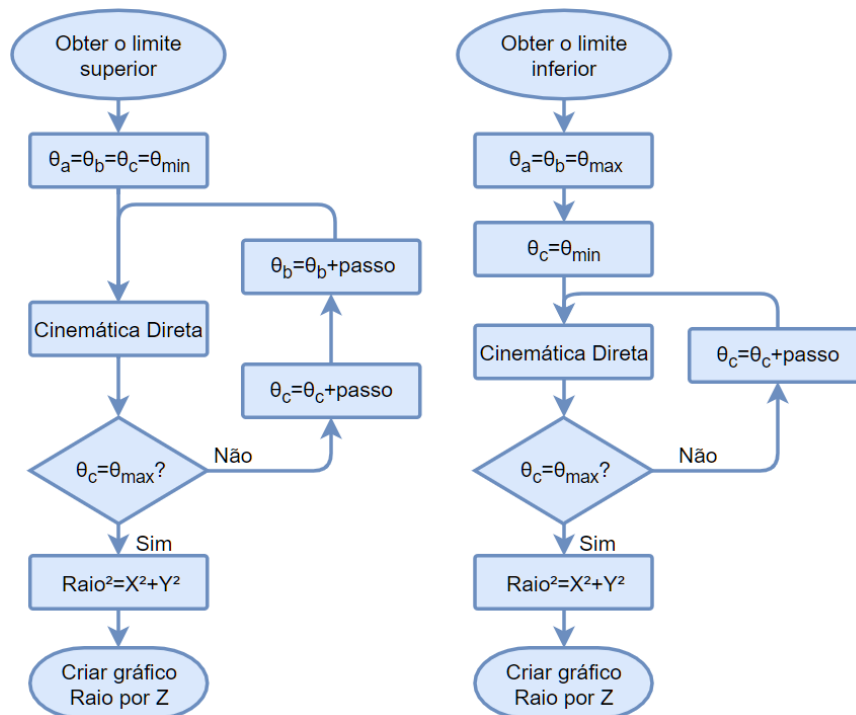 Obter o limite
superior
θa=θb=θc=θmin
θb=θb+passo
Cinemática Direta
θc=θc+passo
θc=θmax?
Não
Sim
Raio²=X²+Y²
Criar gráfico
Raio por Z
Obter o limite
inferior
θa=θb=θmax
θc=θmin
Cinemática Direta
θc=θc+passo
θc=θmax?
Não
Sim
Raio²=X²+Y²
Criar gráfico
Raio por Z